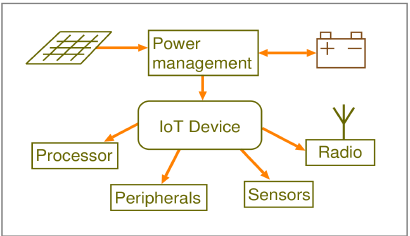 Power
management
+ −
IoT Device
Processor
Radio
Peripherals
Sensors